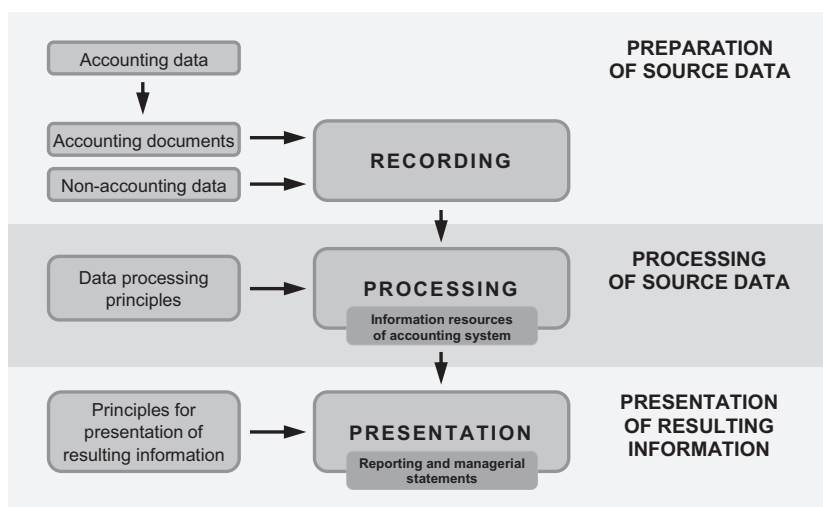 Accounting data
PREPARATION
OF SOURCE DATA
Accounting documents
Non-accounting data
RECORDING
Data processing
principles
PROCESSING
Information resources
of accounting system
PROCESSING
OF SOURCE DATA
Principles for
presentation of
resulting information
PRESENTATION
Reporting and managerial
statements
PRESENTATION
OF RESULTING
INFORMATION